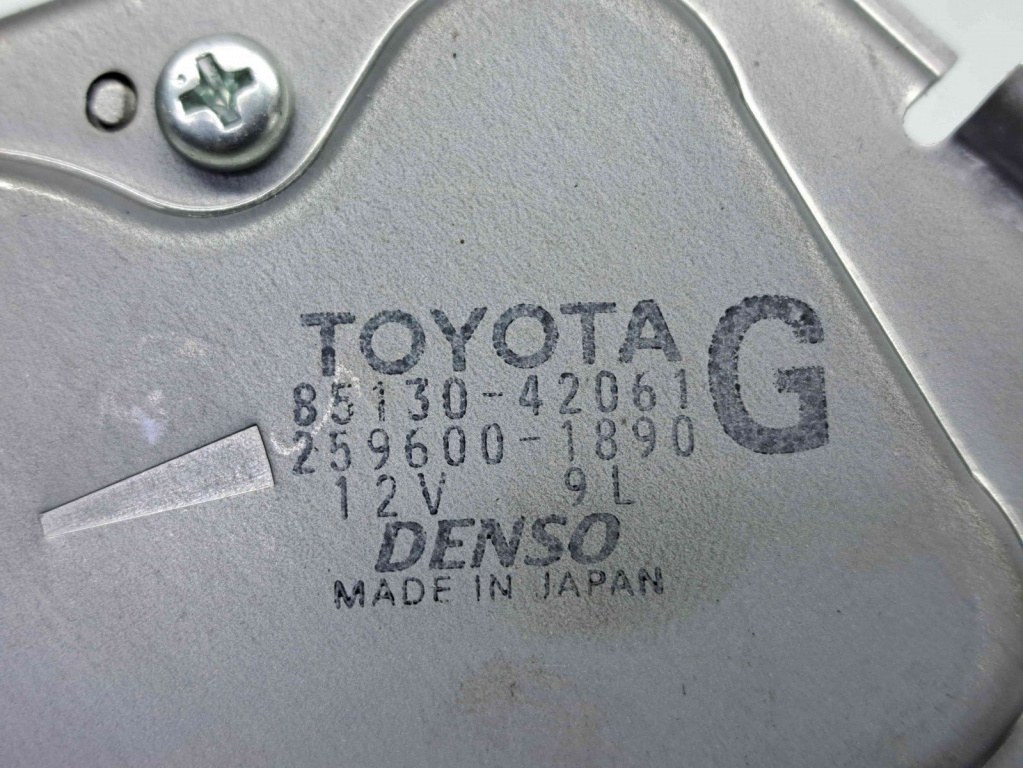 TOYOTA G
85130-42061
259600-1890
12V 9L
DENSO
MADE IN JAPAN